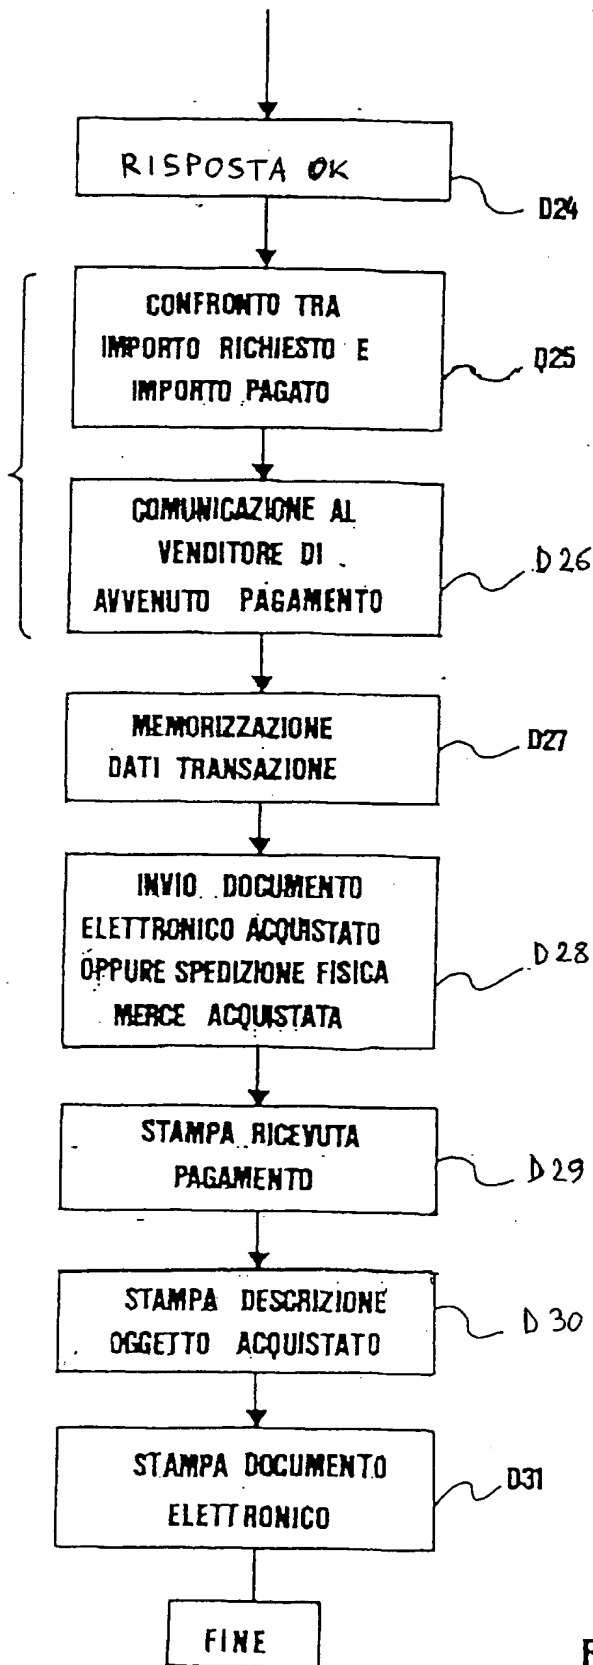 RISPOSTA OK
D24
CONFRONTO TRA
IMPORTO RICHIESTO E
IMPORTO PAGATO
D25
COMUNICAZIONE AL
VENDITORE DI
AVVENUTO PAGAMENTO
D26
MEMORIZZAZIONE
DATI TRANSAZIONE
D27
INVIO DOCUMENTO
ELETTRONICO ACQUISTATO
OPPURE SPEDIZIONE FISICA
MERCE ACQUISTATA
D28
STAMPA RICEVUTA
PAGAMENTO
D29
STAMPA DESCRIZIONE
OGGETTO ACQUISTATO
D30
STAMPA DOCUMENTO
ELETTRONICO
D31
FINE